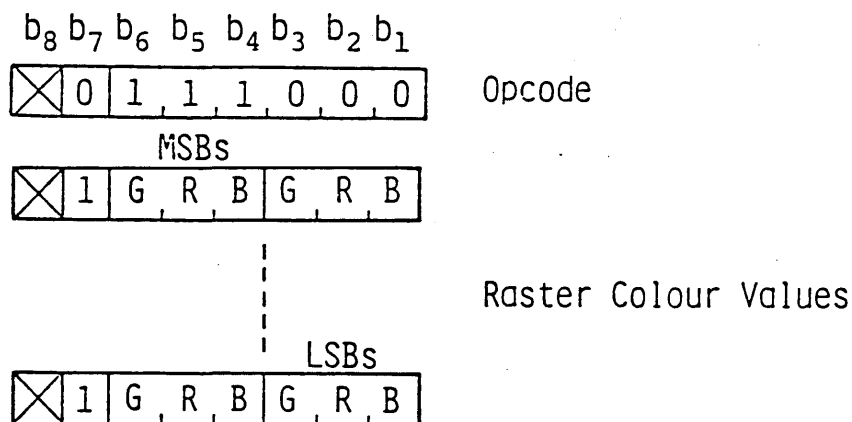 b8 b7 b6 b5 b4 b3 b2 b1
0 1 1 1 0 0 0 Opcode
MSBs
1 G R B G R B
Raster Colour Values
LSBs
1 G R B G R B